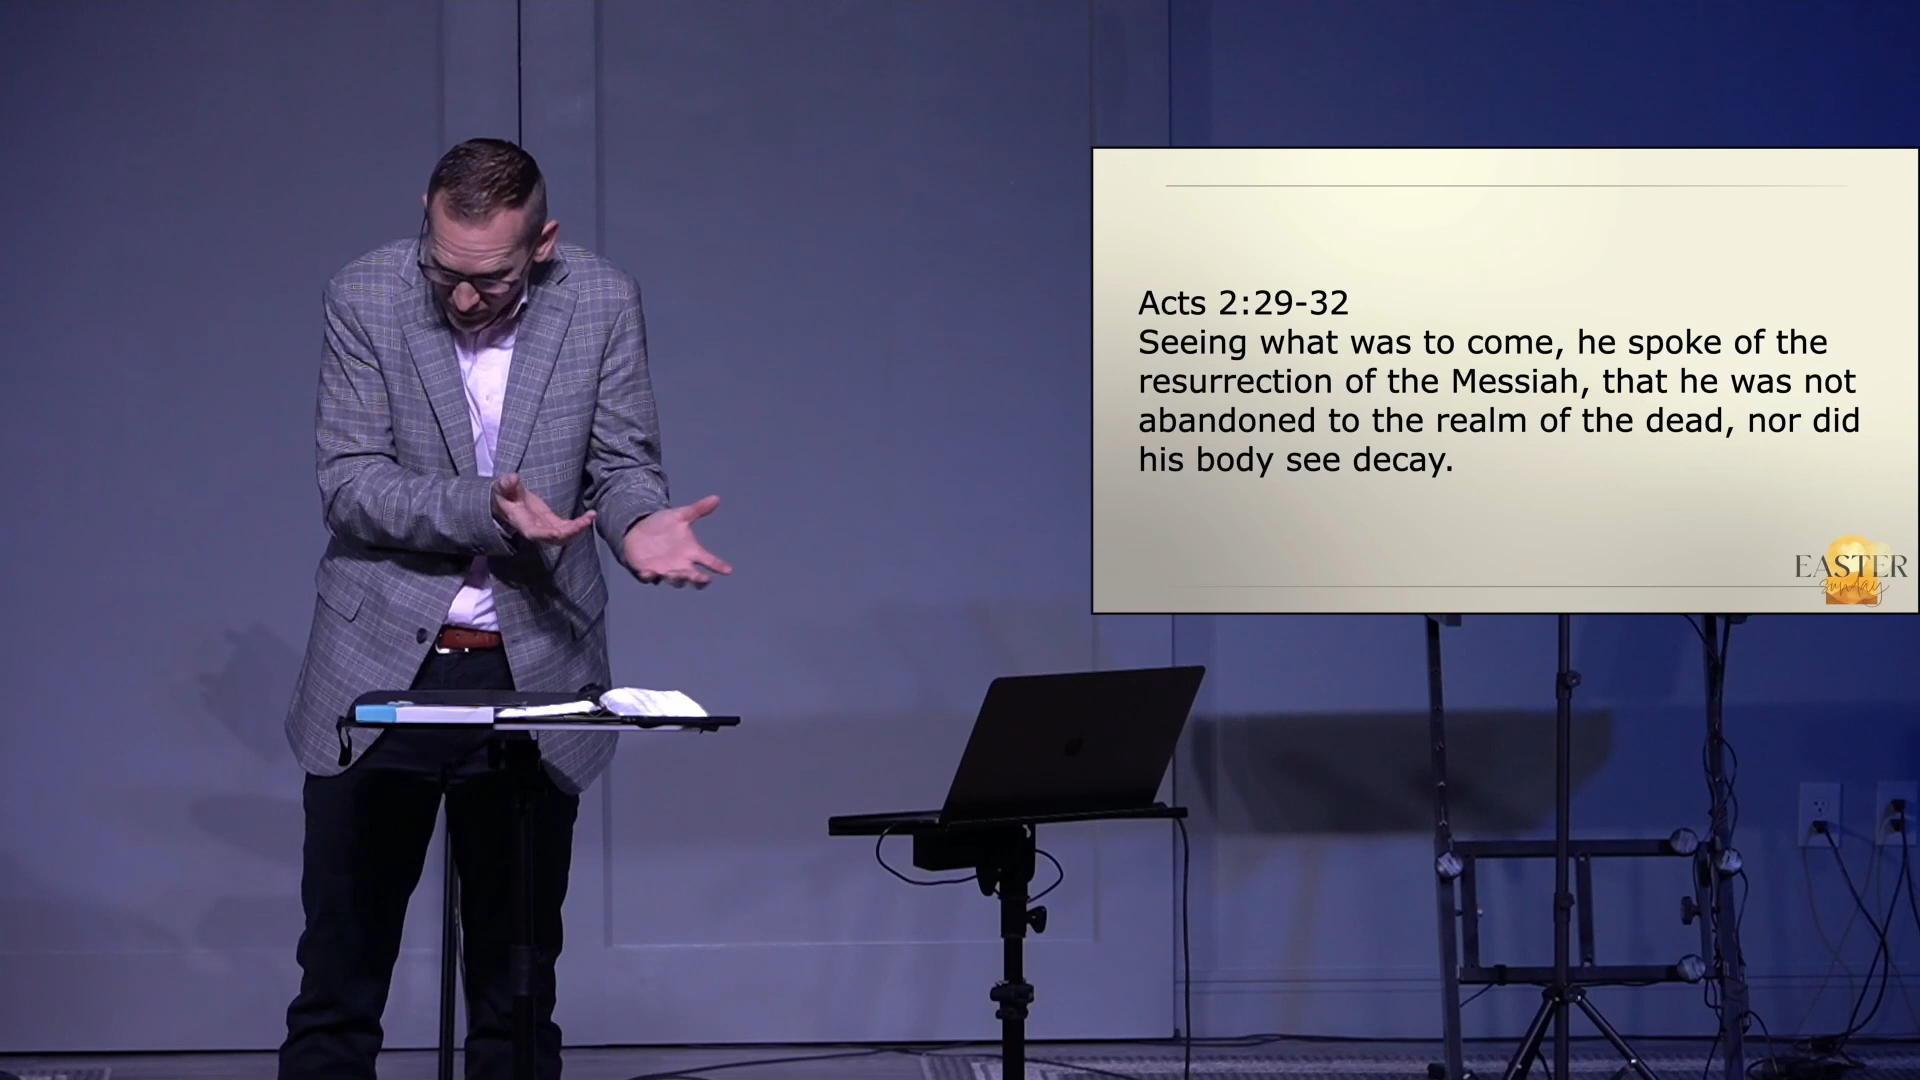 Acts 2:29-32
Seeing what was to come, he spoke of the
resurrection of the Messiah, that he was not
abandoned to the realm of the dead, nor did
his body see decay.
EASTER
sunday